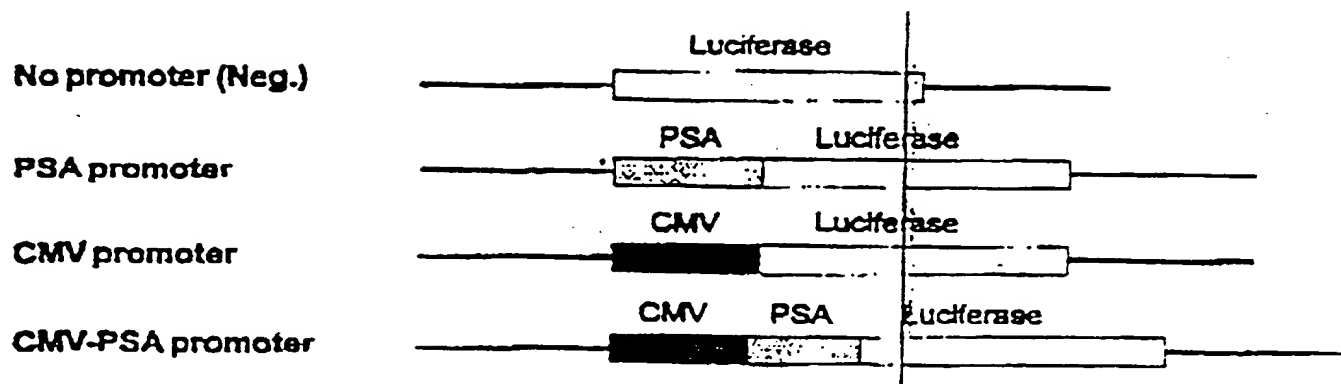 Luciferase
No promoter (Neg.)
PSA Luciferase
PSA promoter
CMV Luciferase
CMV promoter
CMV PSA Luciferase
CMV-PSA promoter